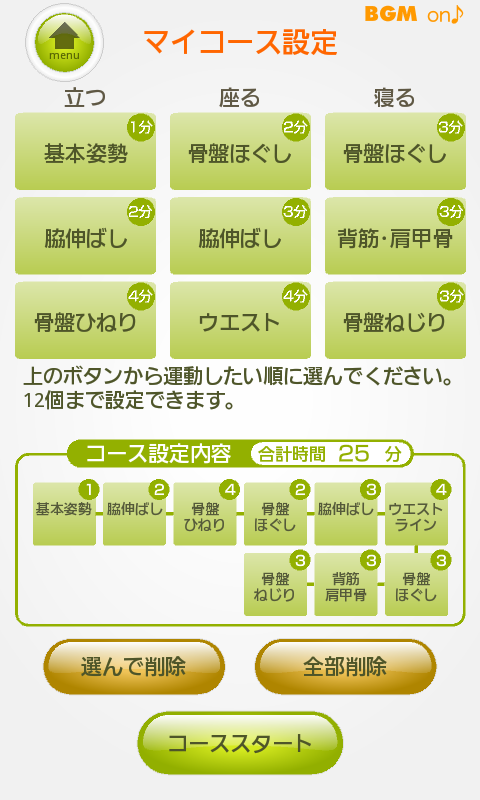 BGM on♪
menu
マイコース設定
立つ 座る 寝る
1分 2分 3分
基本姿勢 骨盤ほぐし 骨盤ほぐし
2分 3分 3分
脇伸ばし 脇伸ばし 背筋・肩甲骨
4分 4分 3分
骨盤ひねり ウエスト 骨盤ねじり
上のボタンから運動したい順に選んでください。
12個まで設定できます。
コース設定内容 合計時間 25 分
1 2 4 2 3 4
基本姿勢 脇伸ばし 骨盤 骨盤 脇伸ばし ウエスト
ひねり ほぐし ライン
3 3 3
骨盤 背筋 骨盤
ねじり 肩甲骨 ほぐし
選んで削除 全部削除
コーススタート